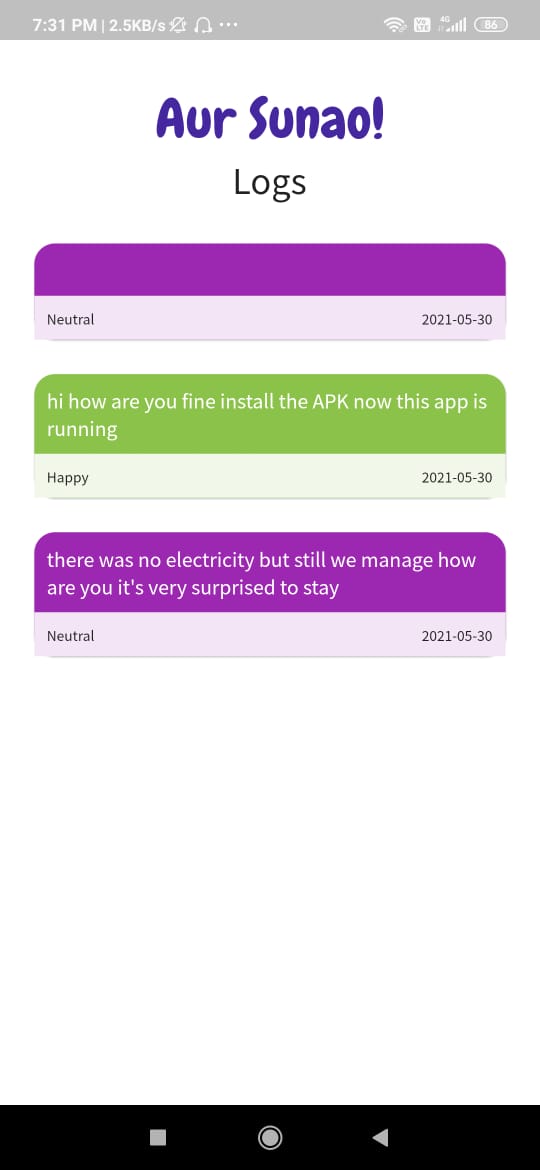 7:31 PM | 2.5KB/s
Vo LTE 4G 86
Aur Sunao!
Logs
Neutral 2021-05-30
hi how are you fine install the APK now this app is
running
Happy 2021-05-30
there was no electricity but still we manage how
are you it's very surprised to stay
Neutral 2021-05-30